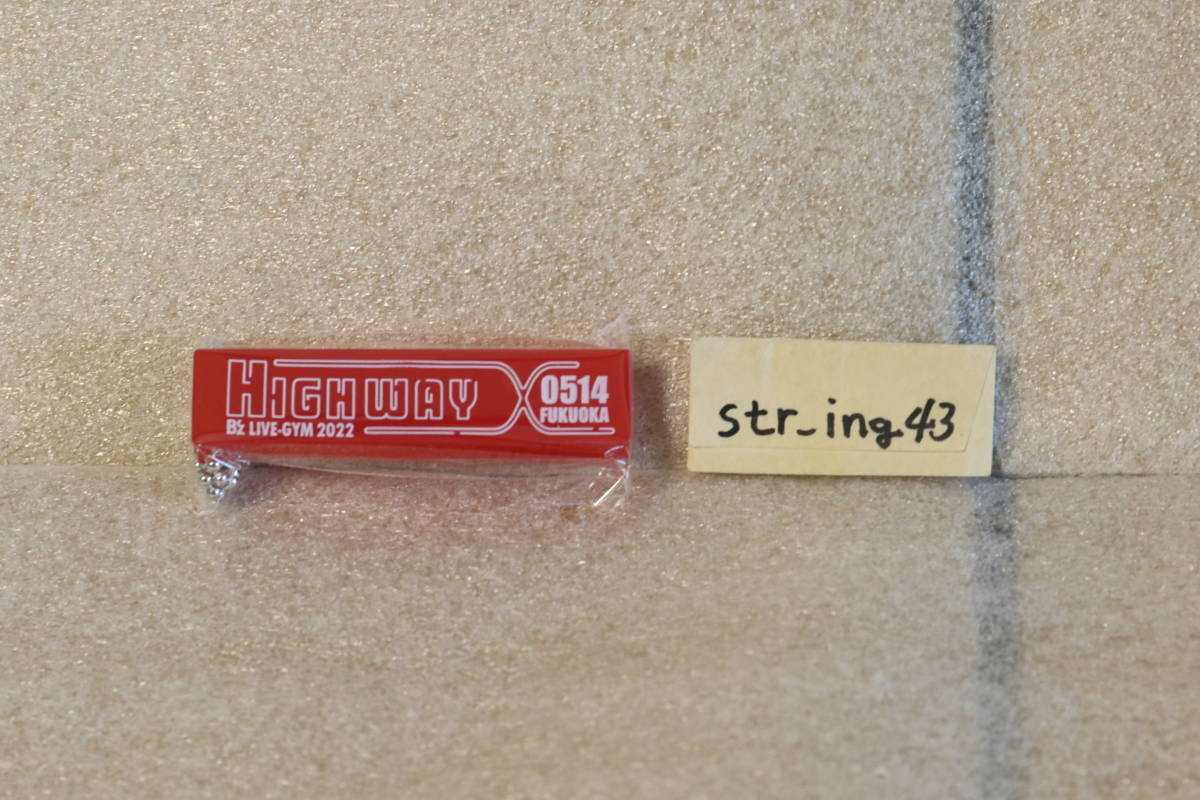 HIGHWAY X
0514
FUKUOKA
B'z LIVE-GYM 2022
str_ing43